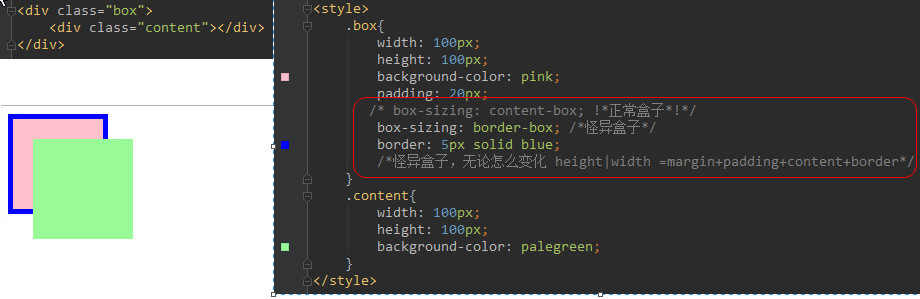 <div class="box">
    <div class="content"></div>
</div>
<style>
    .box{
        width: 100px;
        height: 100px;
        background-color: pink;
        padding: 20px;
       /* box-sizing: content-box; !*正常盒子*!*/
        box-sizing: border-box; /*怪异盒子*/
        border: 5px solid blue;
        /*怪异盒子，无论怎么变化 height|width =margin+padding+content+border*/
    }
    .content{
        width: 100px;
        height: 100px;
        background-color: palegreen;
    }
</style>